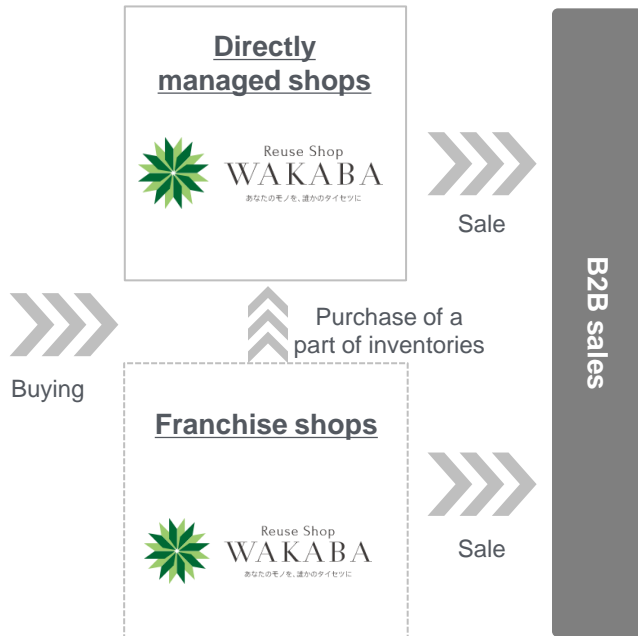 Directly
managed shops
Reuse Shop
WAKABA
あなたのモノを、誰かのタイセツに
Sale
Buying
Purchase of a
part of inventories
Franchise shops
Reuse Shop
WAKABA
あなたのモノを、誰かのタイセツに
Sale
B2B sales